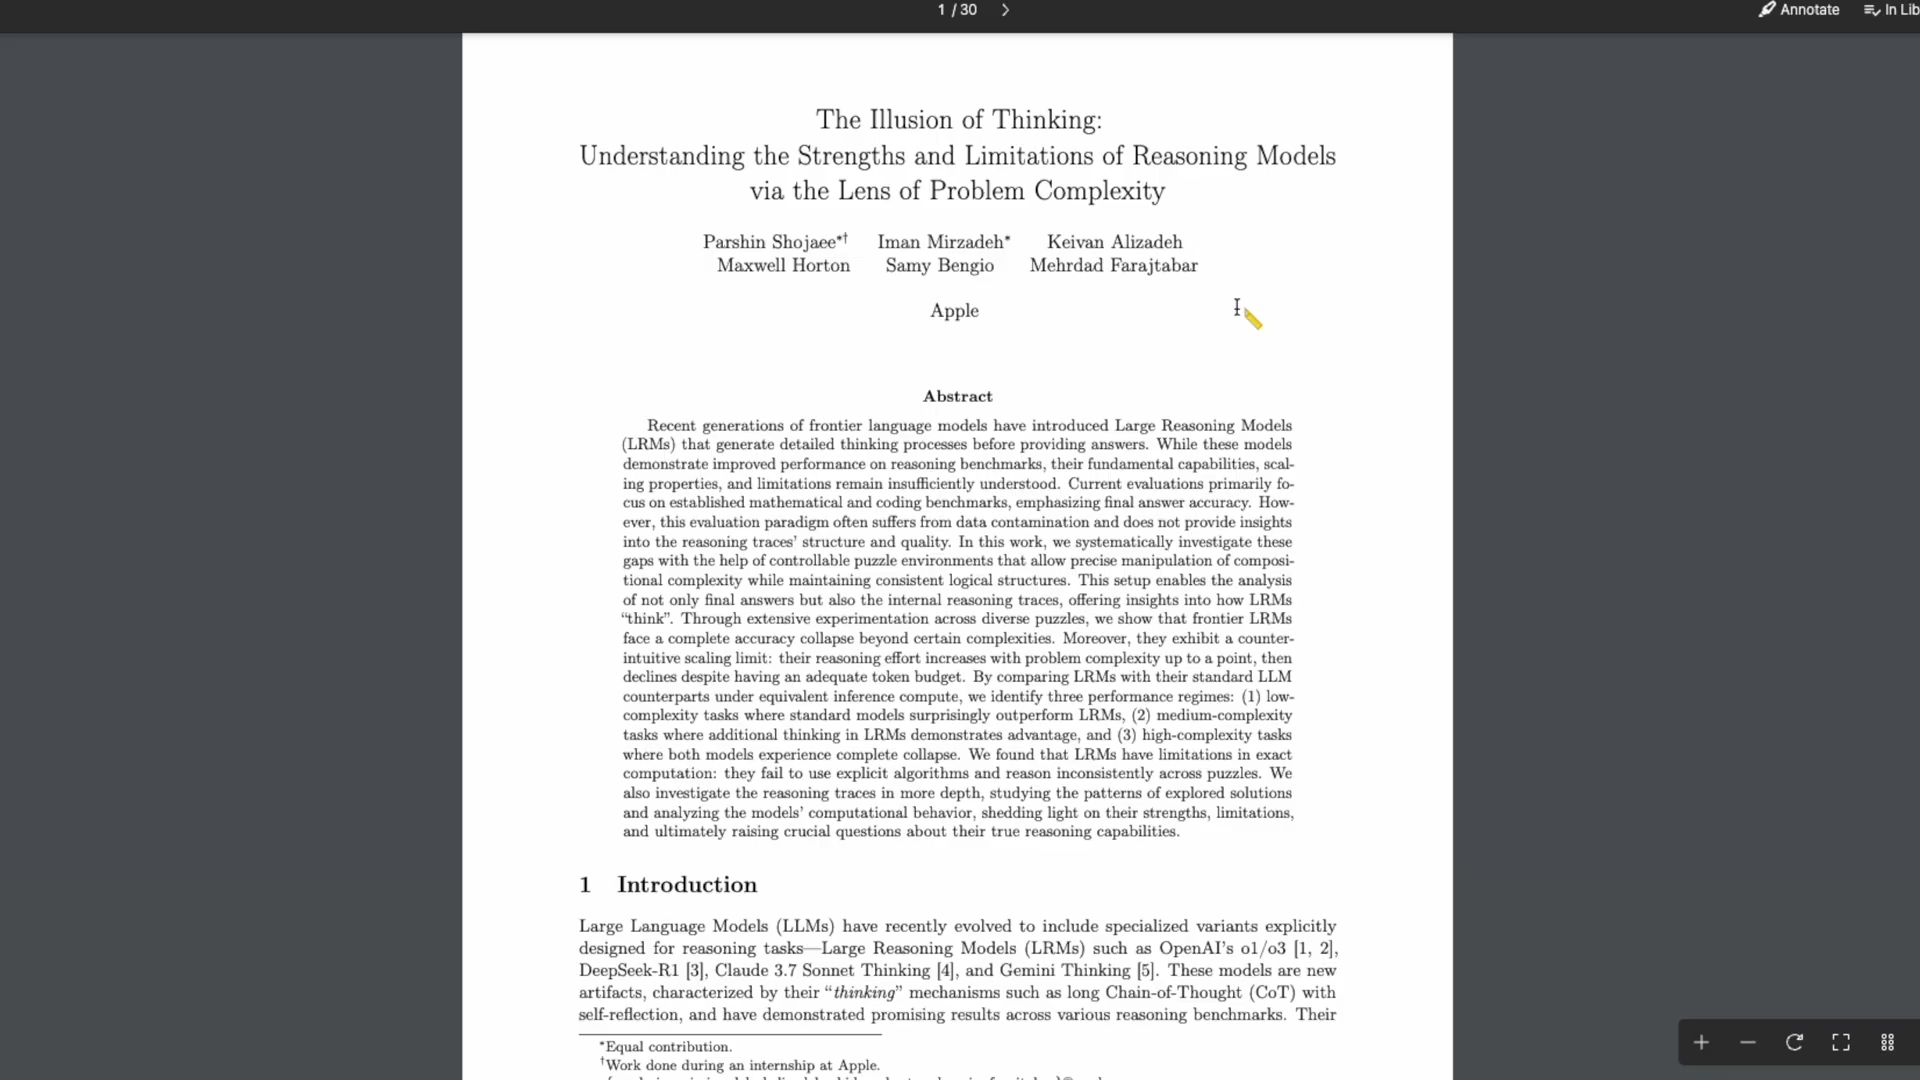 1 / 30
Annotate
In Lib
The Illusion of Thinking:
Understanding the Strengths and Limitations of Reasoning Models
via the Lens of Problem Complexity
Parshin Shojaee*† Iman Mirzadeh* Keivan Alizadeh
Maxwell Horton Samy Bengio Mehrdad Farajtabar
Apple
Abstract
Recent generations of frontier language models have introduced Large Reasoning Models
(LRMs) that generate detailed thinking processes before providing answers. While these models
demonstrate improved performance on reasoning benchmarks, their fundamental capabilities, scal-
ing properties, and limitations remain insufficiently understood. Current evaluations primarily fo-
cus on established mathematical and coding benchmarks, emphasizing final answer accuracy. How-
ever, this evaluation paradigm often suffers from data contamination and does not provide insights
into the reasoning traces’ structure and quality. In this work, we systematically investigate these
gaps with the help of controllable puzzle environments that allow precise manipulation of composi-
tional complexity while maintaining consistent logical structures. This setup enables the analysis
of not only final answers but also the internal reasoning traces, offering insights into how LRMs
“think”. Through extensive experimentation across diverse puzzles, we show that frontier LRMs
face a complete accuracy collapse beyond certain complexities. Moreover, they exhibit a counter-
intuitive scaling limit: their reasoning effort increases with problem complexity up to a point, then
declines despite having an adequate token budget. By comparing LRMs with their standard LLM
counterparts under equivalent inference compute, we identify three performance regimes: (1) low-
complexity tasks where standard models surprisingly outperform LRMs, (2) medium-complexity
tasks where additional thinking in LRMs demonstrates advantage, and (3) high-complexity tasks
where both models experience complete collapse. We found that LRMs have limitations in exact
computation: they fail to use explicit algorithms and reason inconsistently across puzzles. We
also investigate the reasoning traces in more depth, studying the patterns of explored solutions
and analyzing the models’ computational behavior, shedding light on their strengths, limitations,
and ultimately raising crucial questions about their true reasoning capabilities.
1 Introduction
Large Language Models (LLMs) have recently evolved to include specialized variants explicitly
designed for reasoning tasks—Large Reasoning Models (LRMs) such as OpenAI’s o1/o3 [1, 2],
DeepSeek-R1 [3], Claude 3.7 Sonnet Thinking [4], and Gemini Thinking [5]. These models are new
artifacts, characterized by their “thinking” mechanisms such as long Chain-of-Thought (CoT) with
self-reflection, and have demonstrated promising results across various reasoning benchmarks. Their
*Equal contribution.
†Work done during an internship at Apple.